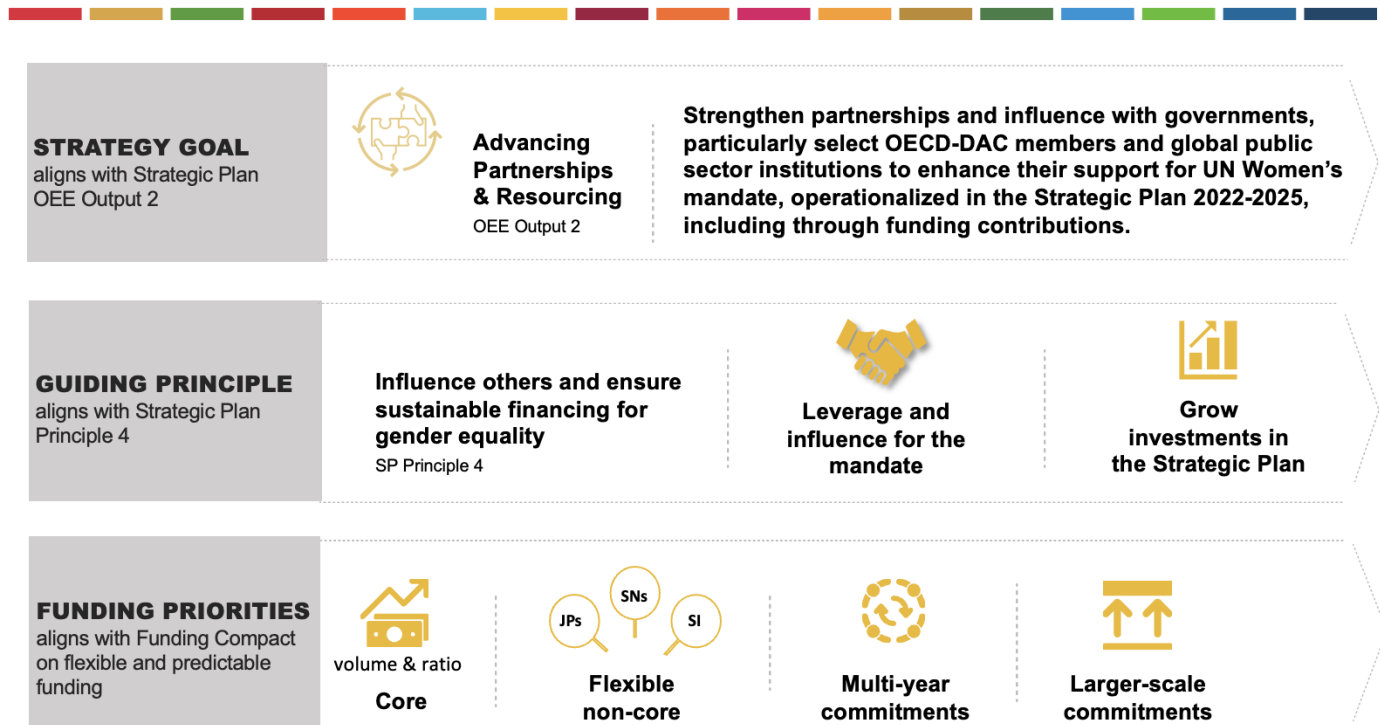 STRATEGY GOAL
aligns with Strategic Plan
OEE Output 2
Advancing
Partnerships
& Resourcing
OEE Output 2
Strengthen partnerships and influence with governments,
particularly select OECD-DAC members and global public
sector institutions to enhance their support for UN Women’s
mandate, operationalized in the Strategic Plan 2022-2025,
including through funding contributions.
GUIDING PRINCIPLE
aligns with Strategic Plan
Principle 4
Influence others and ensure
sustainable financing for
gender equality
SP Principle 4
Leverage and
influence for the
mandate
Grow
investments in
the Strategic Plan
FUNDING PRIORITIES
aligns with Funding Compact
on flexible and predictable
funding
volume & ratio
Core
JPs
SNs
SI
Flexible
non-core
Multi-year
commitments
Larger-scale
commitments